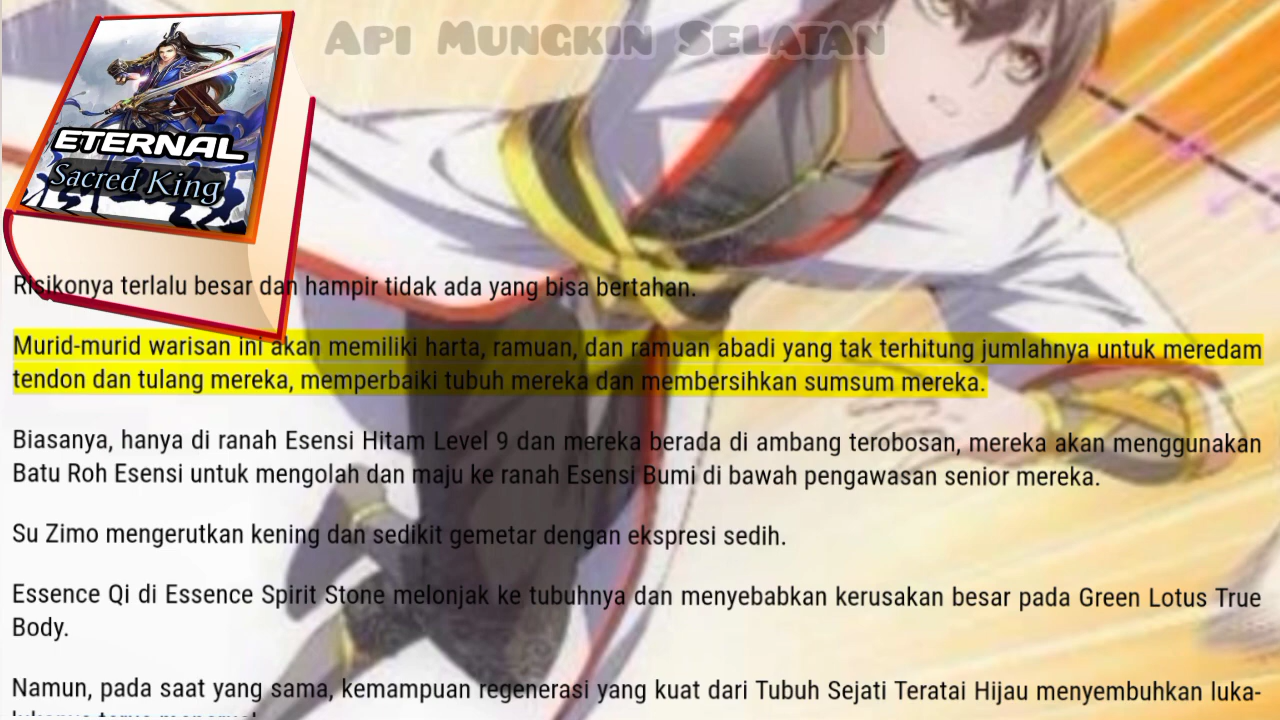 Api Mungkin Selatan
ETERNAL
Sacred King
Risikonya terlalu besar dan hampir tidak ada yang bisa bertahan.
Murid-murid warisan ini akan memiliki harta, ramuan, dan ramuan abadi yang tak terhitung jumlahnya untuk meredam
tendon dan tulang mereka, memperbaiki tubuh mereka dan membersihkan sumsum mereka.
Biasanya, hanya di ranah Esensi Hitam Level 9 dan mereka berada di ambang terobosan, mereka akan menggunakan
Batu Roh Esensi untuk mengolah dan maju ke ranah Esensi Bumi di bawah pengawasan senior mereka.
Su Zimo mengerutkan kening dan sedikit gemetar dengan ekspresi sedih.
Essence Qi di Essence Spirit Stone melonjak ke tubuhnya dan menyebabkan kerusakan besar pada Green Lotus True
Body.
Namun, pada saat yang sama, kemampuan regenerasi yang kuat dari Tubuh Sejati Teratai Hijau menyembuhkan luka-